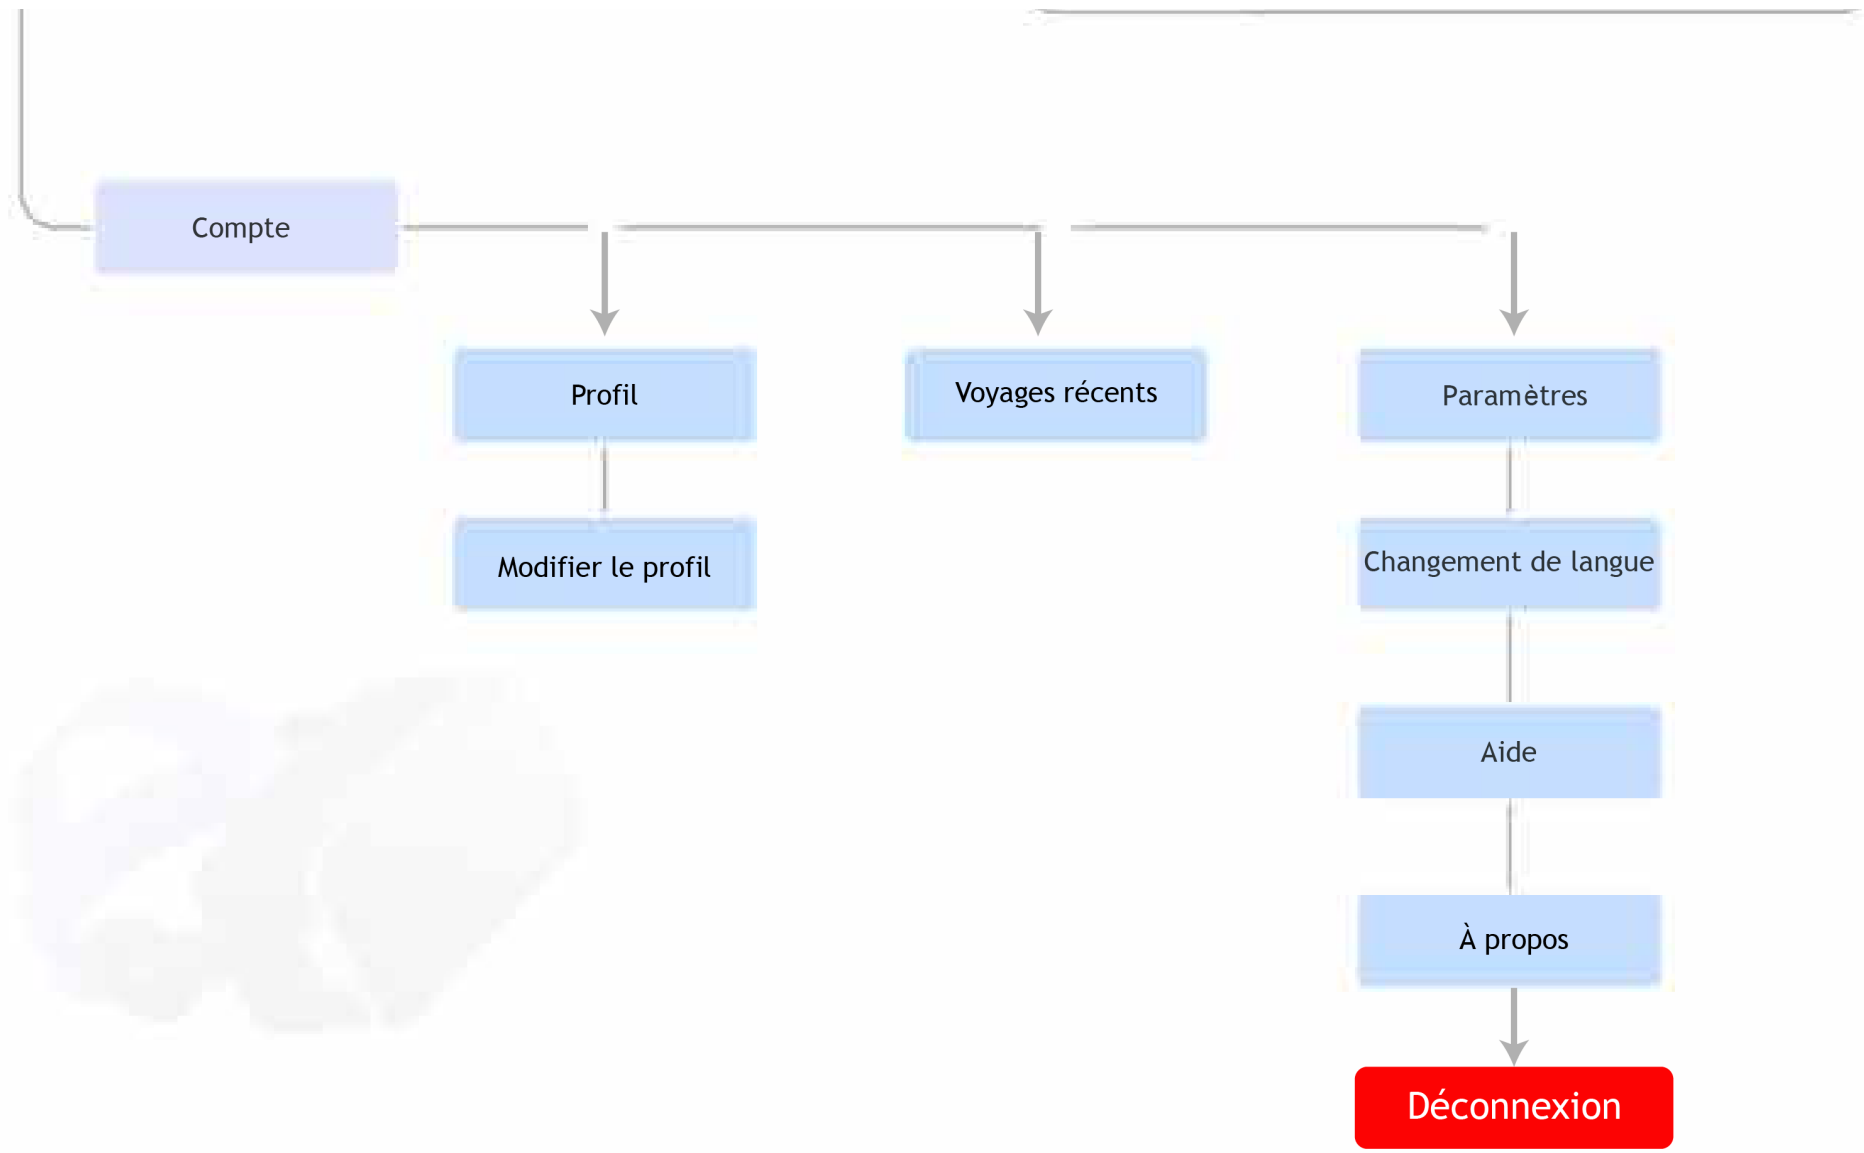 Compte
Profil
Voyages récents
Paramètres
Modifier le profil
Changement de langue
Aide
À propos
Déconnexion